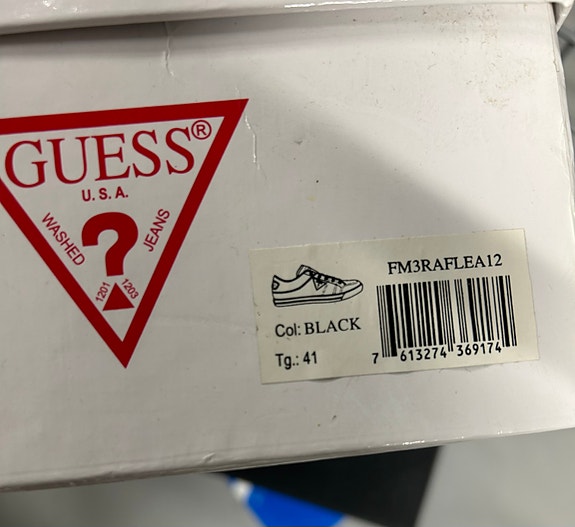 GUESS®
U.S.A.
WASHED ? JEANS
1201 1203
FM3RAFLEA12
Col: BLACK
Tg.: 41
7 613274 369174